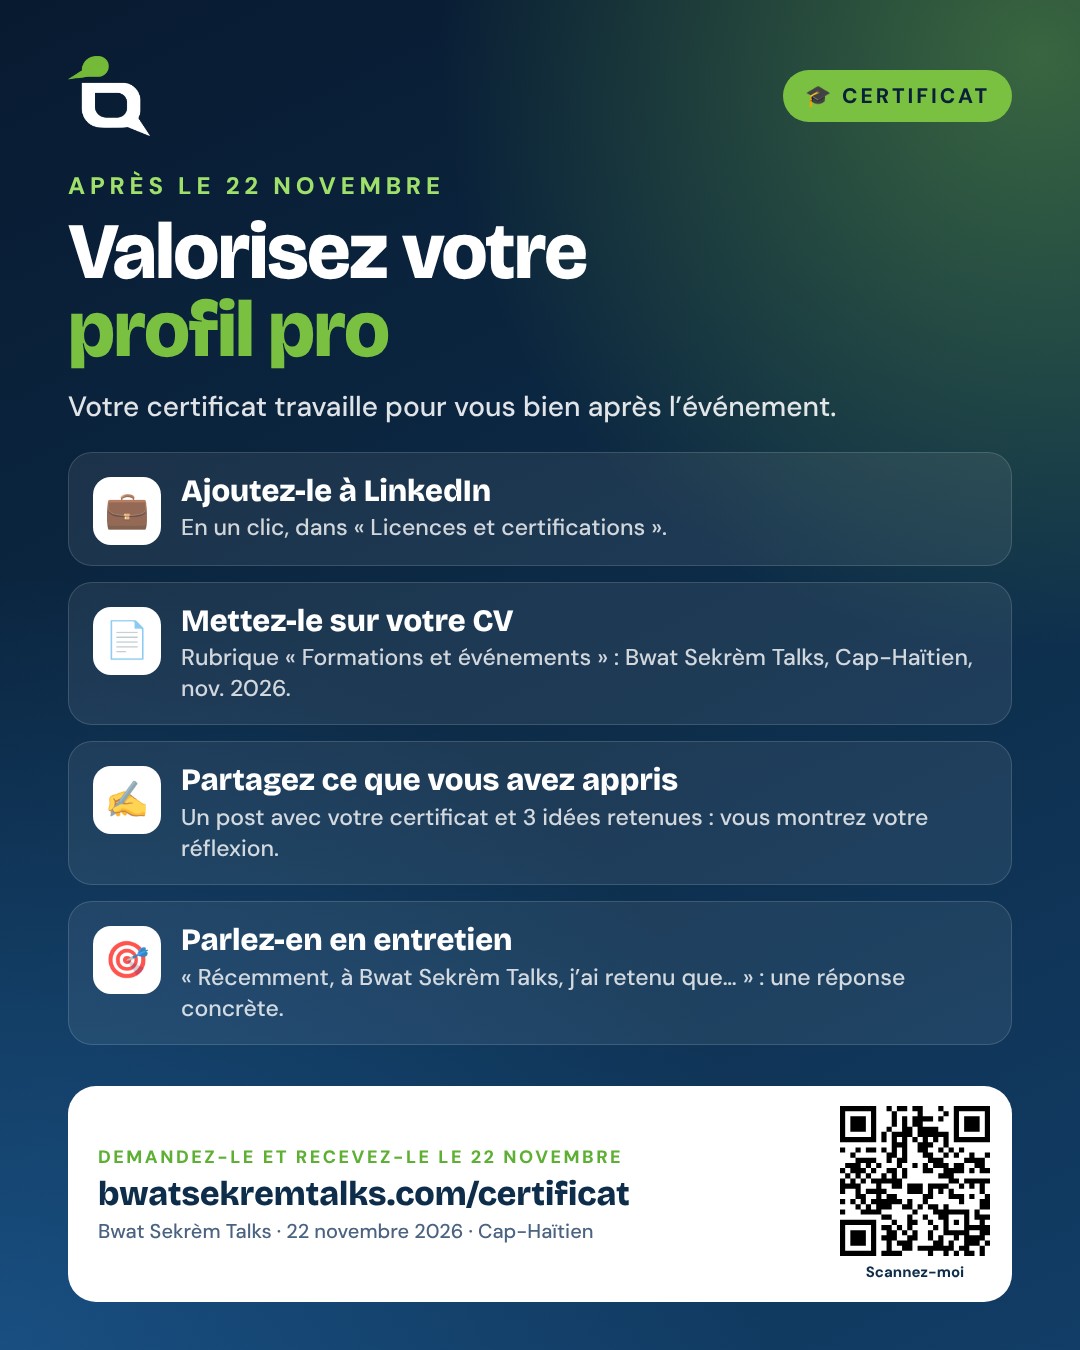 CERTIFICAT
APRÈS LE 22 NOVEMBRE
Valorisez votre
profil pro
Votre certificat travaille pour vous bien après l’événement.
Ajoutez-le à LinkedIn
En un clic, dans « Licences et certifications ».
Mettez-le sur votre CV
Rubrique « Formations et événements » : Bwat Sekrèm Talks, Cap-Haïtien,
nov. 2026.
Partagez ce que vous avez appris
Un post avec votre certificat et 3 idées retenues : vous montrez votre
réflexion.
Parlez-en en entretien
« Récemment, à Bwat Sekrèm Talks, j’ai retenu que... » : une réponse
concrète.
DEMANDEZ-LE ET RECEVEZ-LE LE 22 NOVEMBRE
bwatsekremtalks.com/certificat
Bwat Sekrèm Talks · 22 novembre 2026 · Cap-Haïtien
Scannez-moi